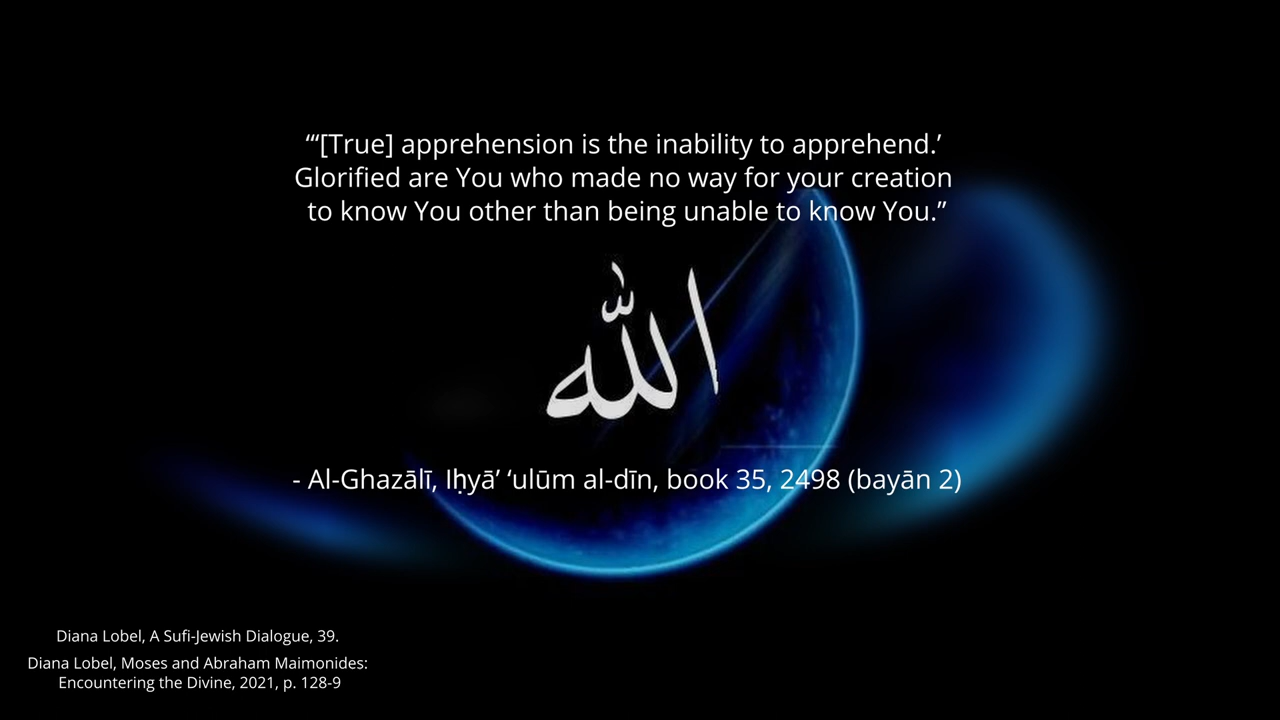 “‘[True] apprehension is the inability to apprehend.’
Glorified are You who made no way for your creation
to know You other than being unable to know You.”
الله
- Al-Ghazālī, Iḥyā’ ‘ulūm al-dīn, book 35, 2498 (bayān 2)
Diana Lobel, A Sufi-Jewish Dialogue, 39.
Diana Lobel, Moses and Abraham Maimonides:
Encountering the Divine, 2021, p. 128-9